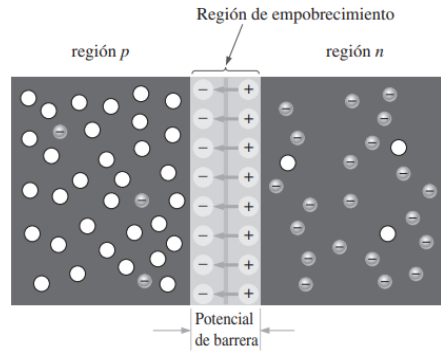 Región de empobrecimiento
región p
región n
− +
− +
− +
− +
− +
− +
− +
− +
Potencial
de barrera